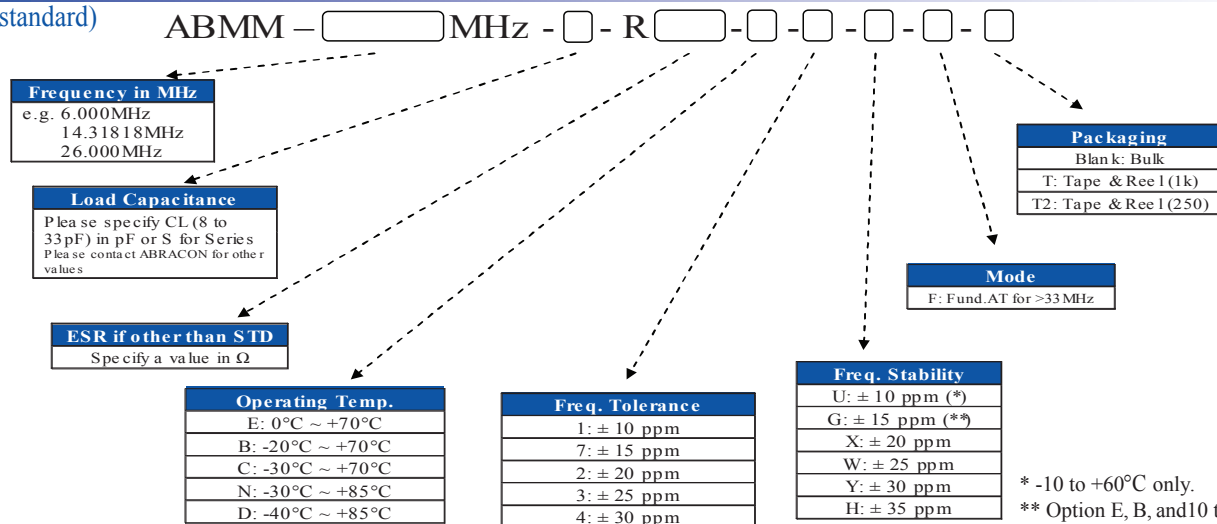 standard)
ABMM – MHz - - R - - - - -
Frequency in MHz
e.g. 6.000MHz
14.31818MHz
26.000MHz
Load Capacitance
Please specify CL (8 to
33pF) in pF or S for Series
Please contact ABRACON for other
values
ESR if other than STD
Specify a value in Ω
Operating Temp.
E: 0°C ~ +70°C
B: -20°C ~ +70°C
C: -30°C ~ +70°C
N: -30°C ~ +85°C
D: -40°C ~ +85°C
Freq. Tolerance
1: ± 10 ppm
7: ± 15 ppm
2: ± 20 ppm
3: ± 25 ppm
4: ± 30 ppm
Freq. Stability
U: ± 10 ppm (*)
G: ± 15 ppm (**)
X: ± 20 ppm
W: ± 25 ppm
Y: ± 30 ppm
H: ± 35 ppm
Mode
F: Fund.AT for >33MHz
Packaging
Blank: Bulk
T: Tape & Reel(1k)
T2: Tape & Reel(250)
* -10 to +60°C only.
** Option E, B, and10 t